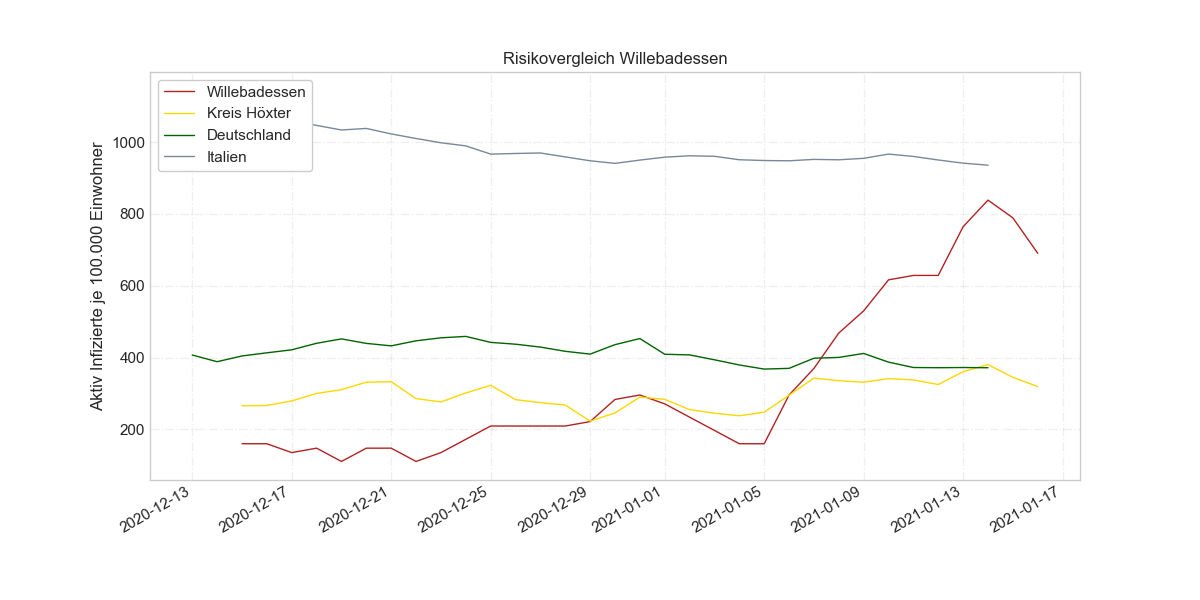 Risikovergleich Willebadessen
Willebadessen
Kreis Höxter
Deutschland
Italien
Aktiv Infizierte je 100.000 Einwohner
1000
800
600
400
200
2020-12-13
2020-12-17
2020-12-21
2020-12-25
2020-12-29
2021-01-01
2021-01-05
2021-01-09
2021-01-13
2021-01-17